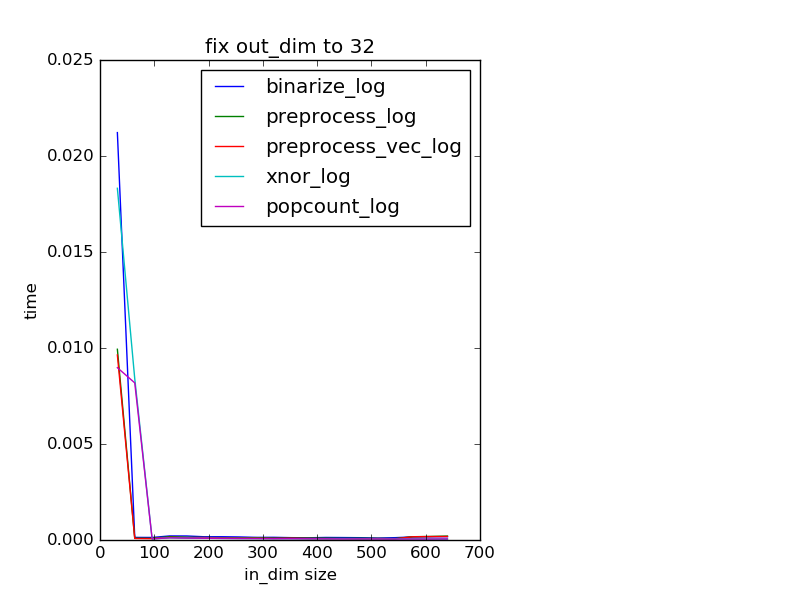 fix out_dim to 32
0.025
0.020
0.015
0.010
0.005
0.000
time
binarize_log
preprocess_log
preprocess_vec_log
xnor_log
popcount_log
0 100 200 300 400 500 600 700
in_dim size